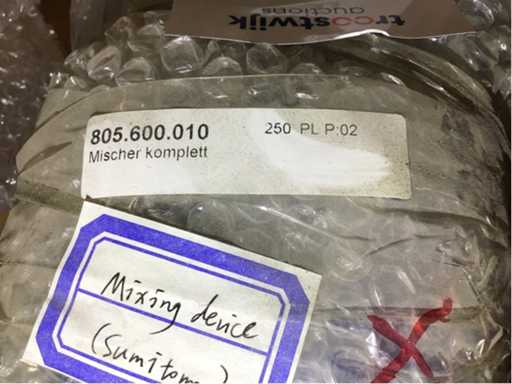 troostwijk
auctions
805.600.010 250 PL P:02
Mischer komplett
Mixing device
(Sumitom
X